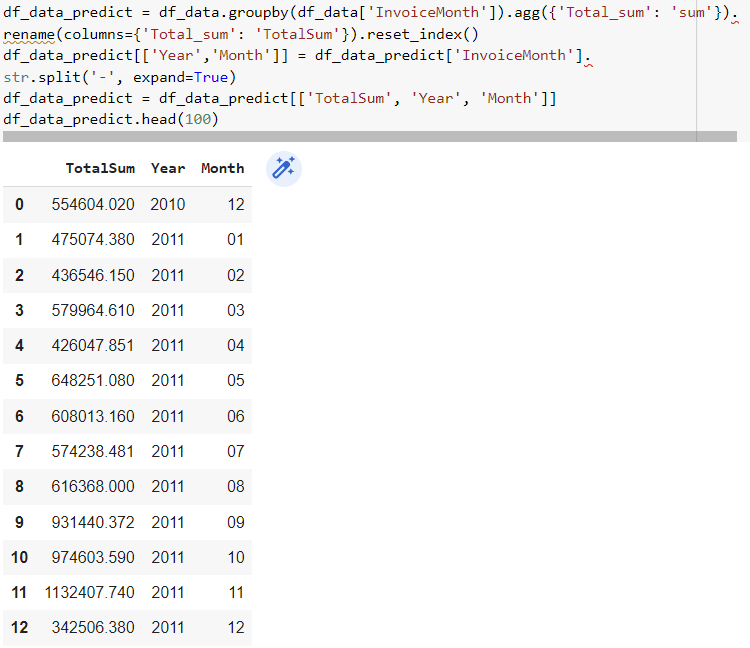 df_data_predict = df_data.groupby(df_data['InvoiceMonth']).agg({'Total_sum': 'sum'}).
rename(columns={'Total_sum': 'TotalSum'}).reset_index()
df_data_predict[['Year','Month']] = df_data_predict['InvoiceMonth'].
str.split('-', expand=True)
df_data_predict = df_data_predict[['TotalSum', 'Year', 'Month']]
df_data_predict.head(100)
TotalSum Year Month
0 554604.020 2010 12
1 475074.380 2011 01
2 436546.150 2011 02
3 579964.610 2011 03
4 426047.851 2011 04
5 648251.080 2011 05
6 608013.160 2011 06
7 574238.481 2011 07
8 616368.000 2011 08
9 931440.372 2011 09
10 974603.590 2011 10
11 1132407.740 2011 11
12 342506.380 2011 12